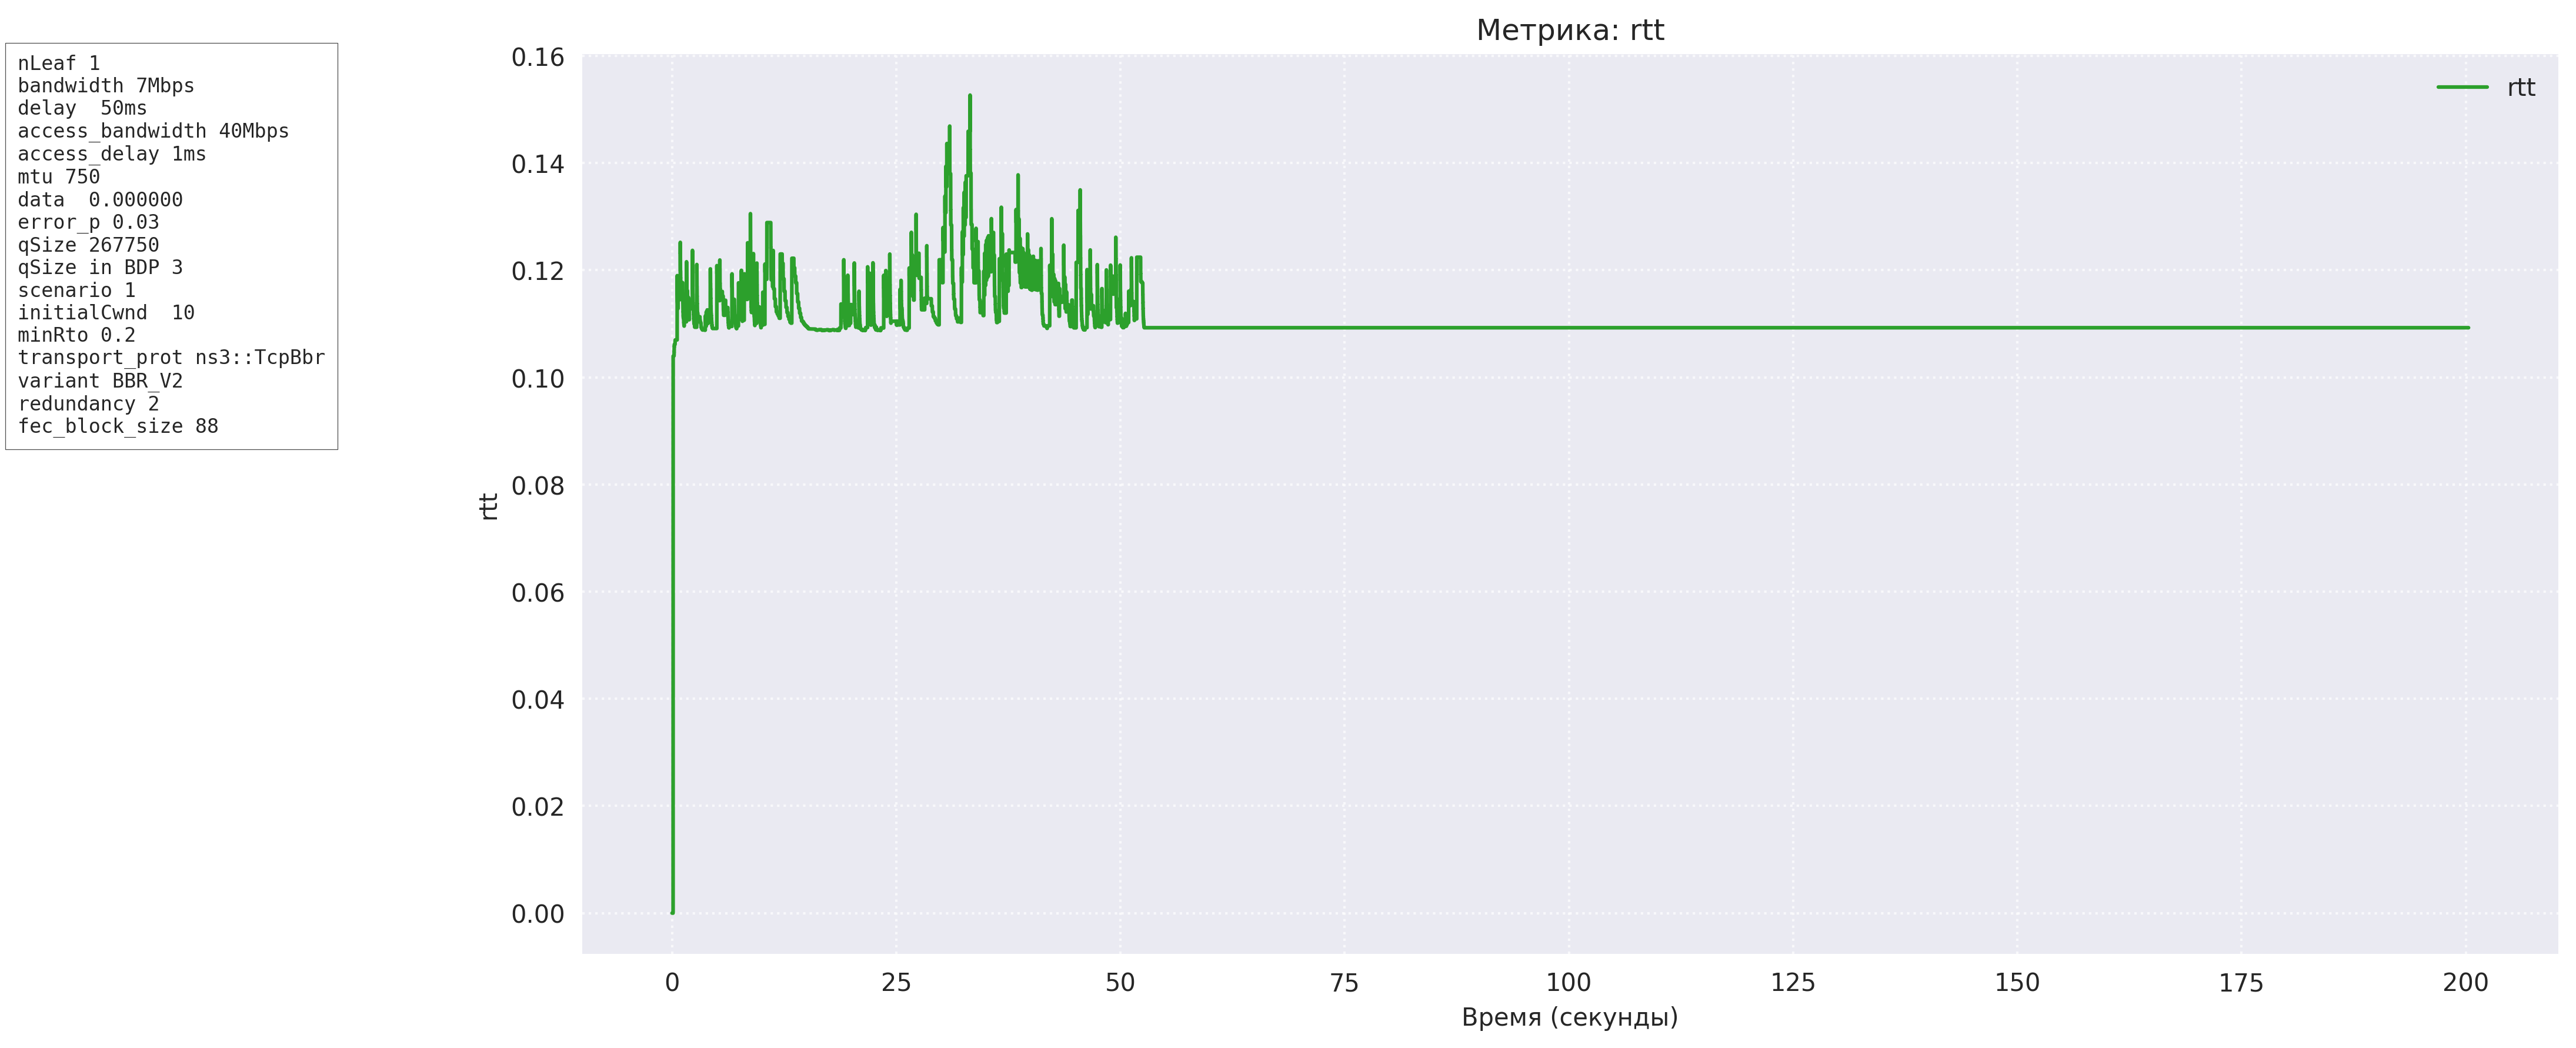 Метрика: rtt
nLeaf 1
bandwidth 7Mbps
delay  50ms
access_bandwidth 40Mbps
access_delay 1ms
mtu 750
data  0.000000
error_p 0.03
qSize 267750
qSize in BDP 3
scenario 1
initialCwnd  10
minRto 0.2
transport_prot ns3::TcpBbr
variant BBR_V2
redundancy 2
fec_block_size 88
rtt
0.16
0.14
0.12
0.10
0.08
0.06
0.04
0.02
0.00
rtt
0 25 50 75 100 125 150 175 200
Время (секунды)